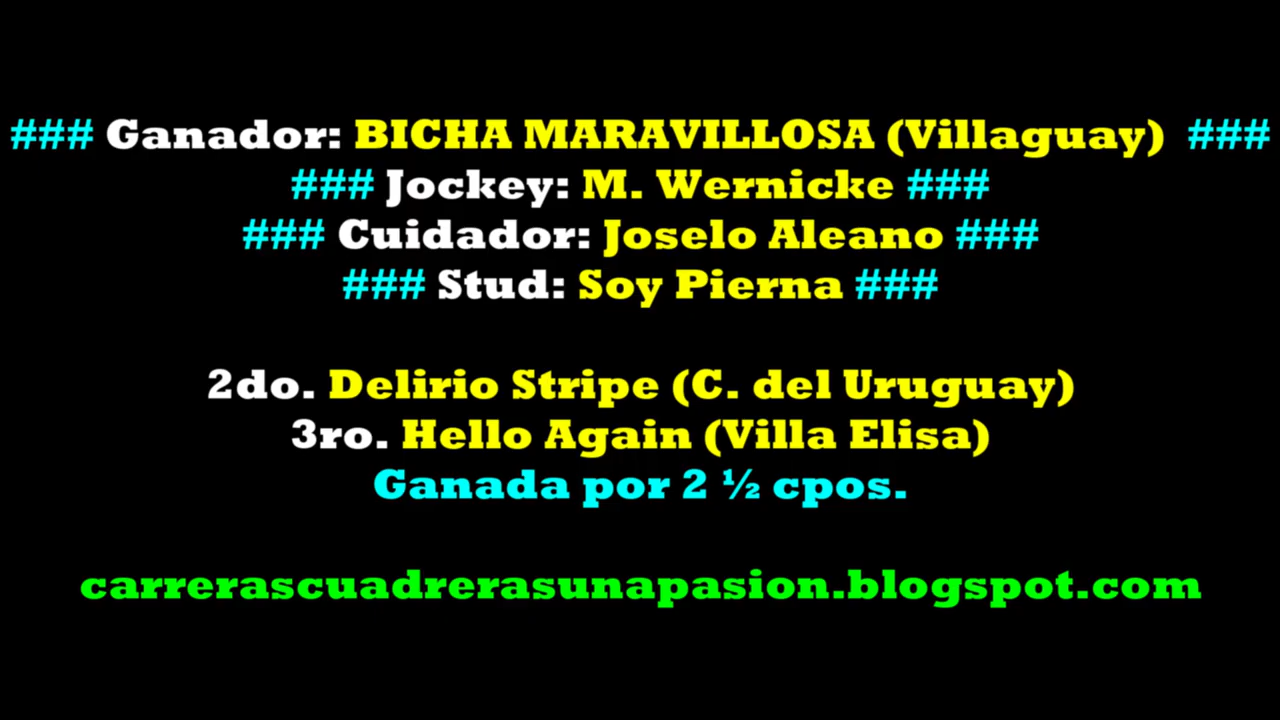 ### Ganador: BICHA MARAVILLOSA (Villaguay) ###
### Jockey: M. Wernicke ###
### Cuidador: Joselo Aleano ###
### Stud: Soy Pierna ###
2do. Delirio Stripe (C. del Uruguay)
3ro. Hello Again (Villa Elisa)
Ganada por 2 ½ cpos.
carrerascuadrerasunapasion.blogspot.com